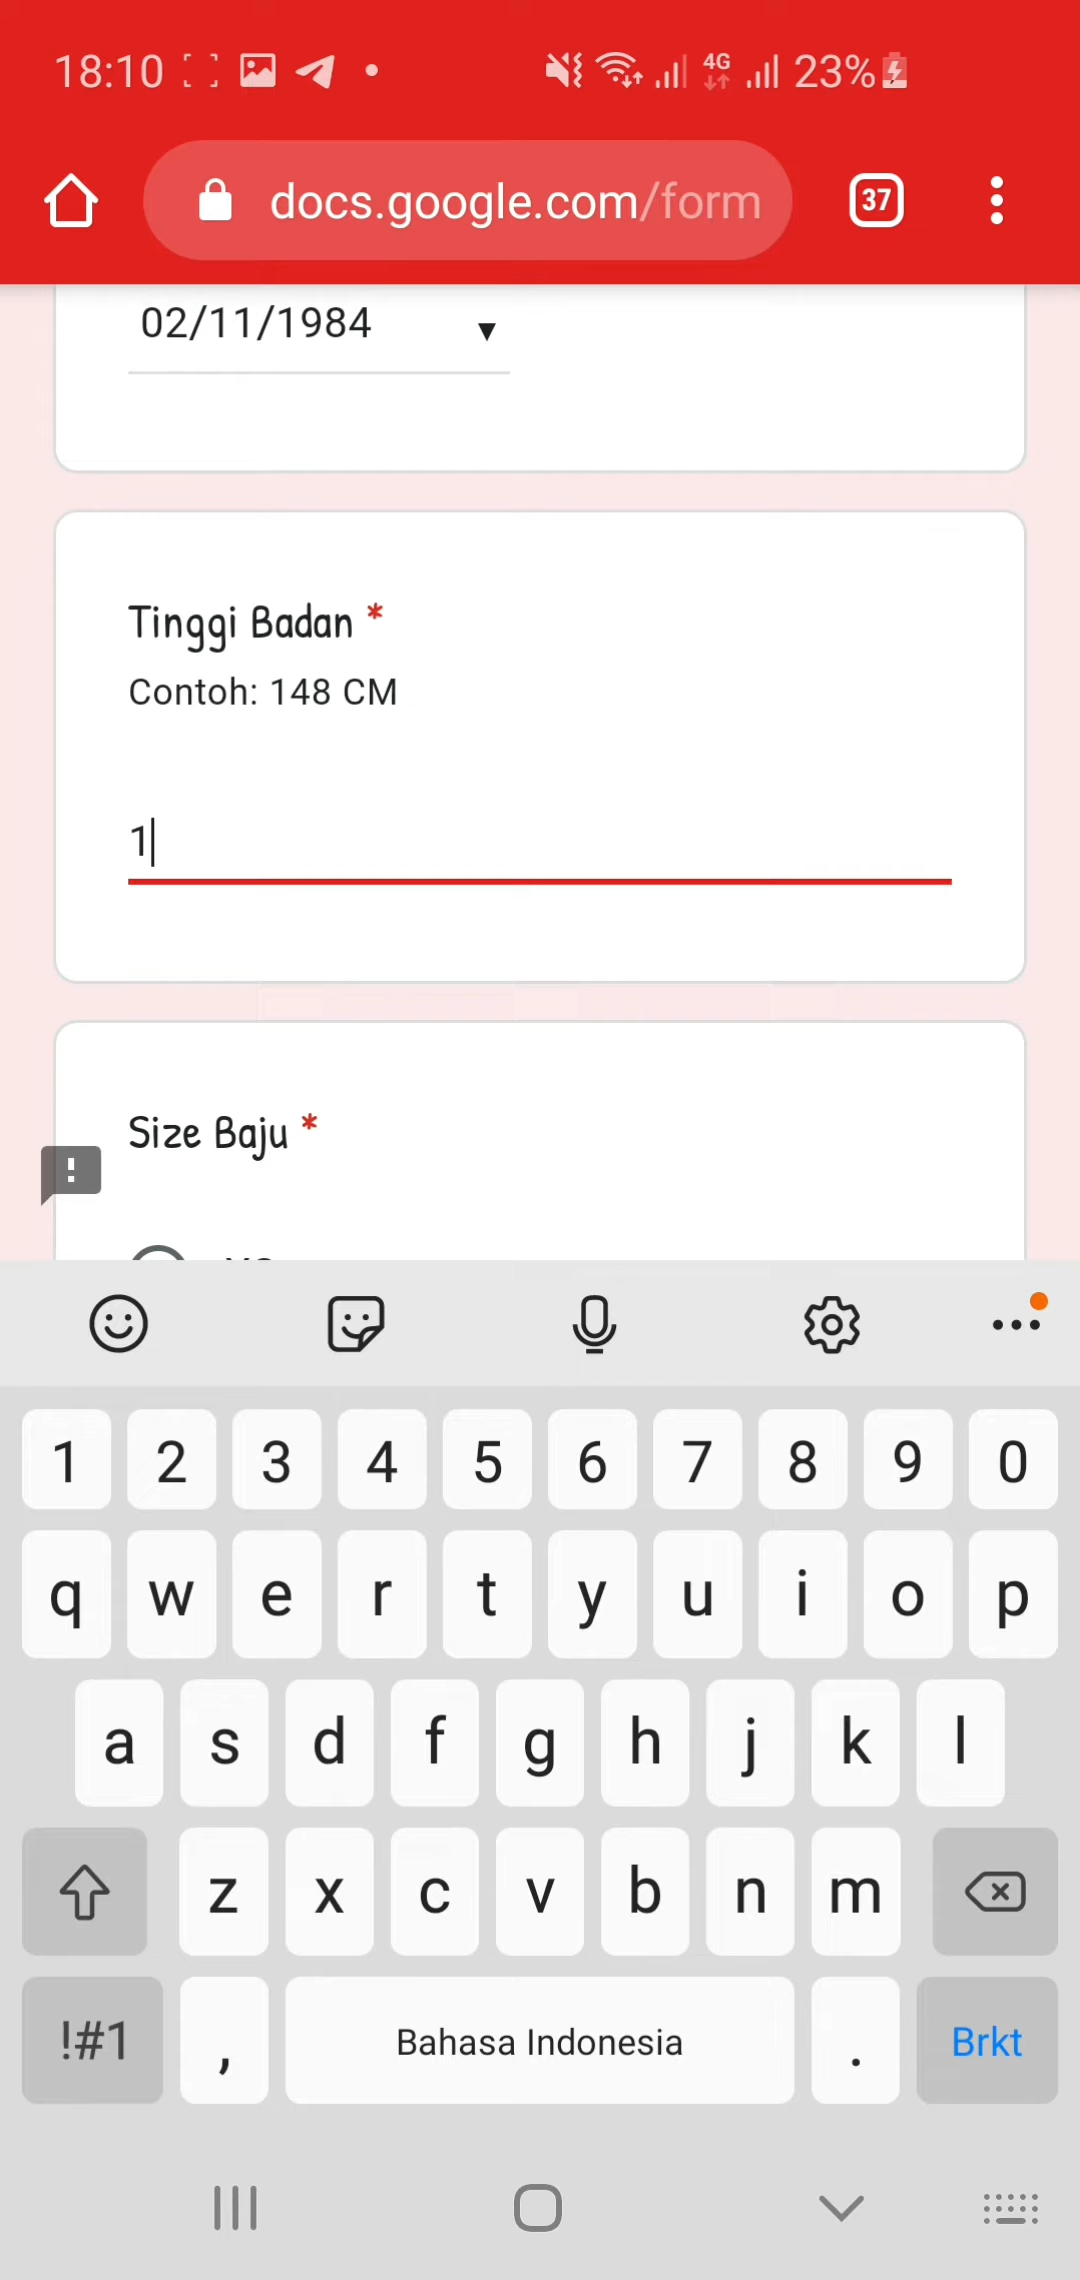 18:10 4G 23%
docs.google.com/form 37
02/11/1984
Tinggi Badan *
Contoh: 148 CM
1
Size Baju *
1 2 3 4 5 6 7 8 9 0
q w e r t y u i o p
a s d f g h j k l
z x c v b n m
!#1 , Bahasa Indonesia . Brkt